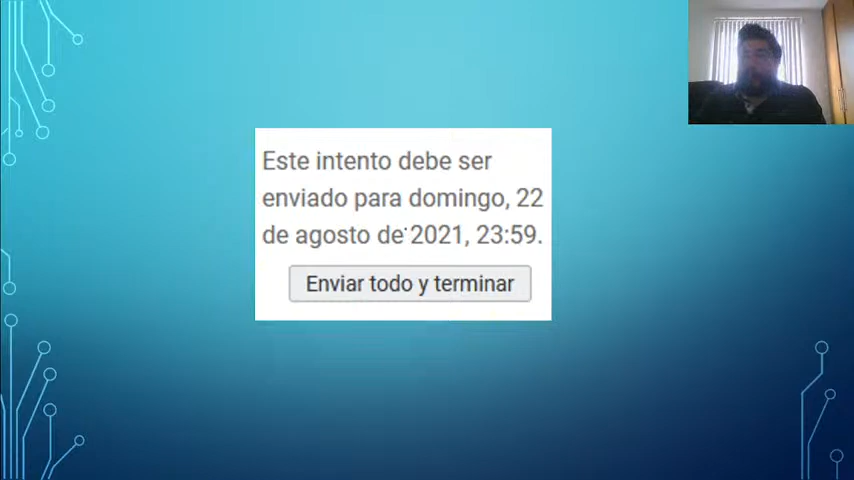 Este intento debe ser
enviado para domingo, 22
de agosto de 2021, 23:59.
Enviar todo y terminar